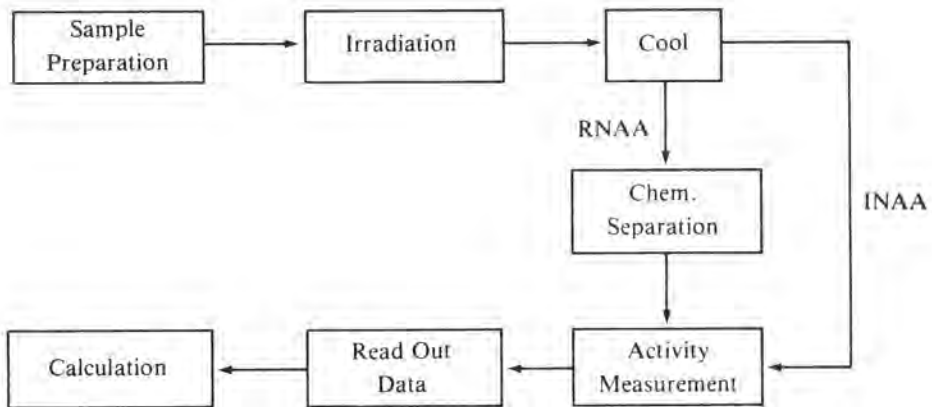 Sample
Preparation
Irradiation
Cool
RNAA
INAA
Chem.
Separation
Calculation
Read Out
Data
Activity
Measurement